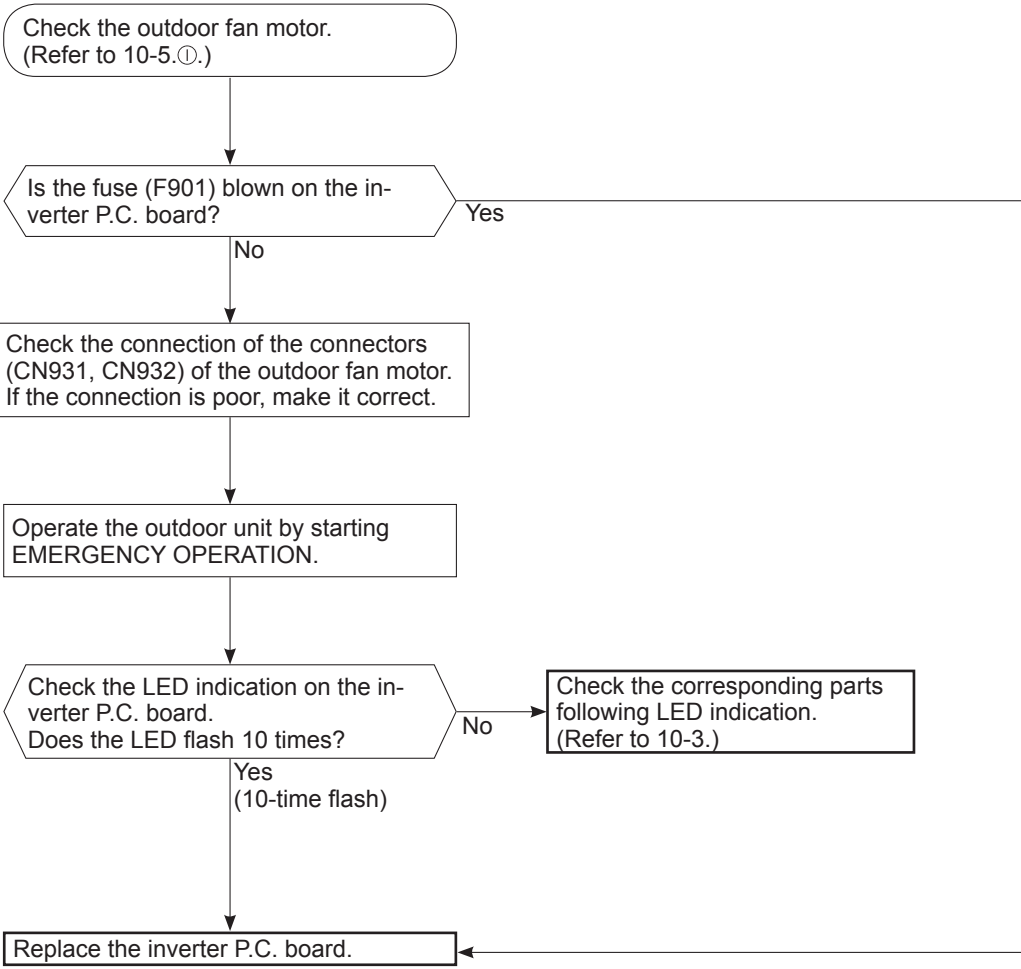 Check the outdoor fan motor.
(Refer to 10-5.Ⓘ.)
Is the fuse (F901) blown on the in-
verter P.C. board?
Yes
No
Check the connection of the connectors
(CN931, CN932) of the outdoor fan motor.
If the connection is poor, make it correct.
Operate the outdoor unit by starting
EMERGENCY OPERATION.
Check the LED indication on the in-
verter P.C. board.
Does the LED flash 10 times?
No
Check the corresponding parts
following LED indication.
(Refer to 10-3.)
Yes
(10-time flash)
Replace the inverter P.C. board.